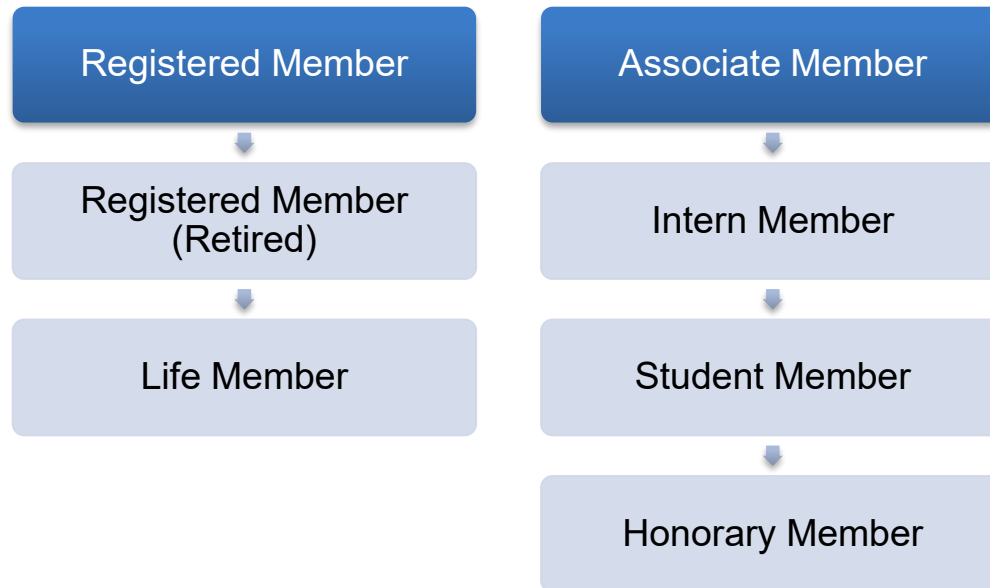 Registered Member
Registered Member
(Retired)
Life Member
Associate Member
Intern Member
Student Member
Honorary Member